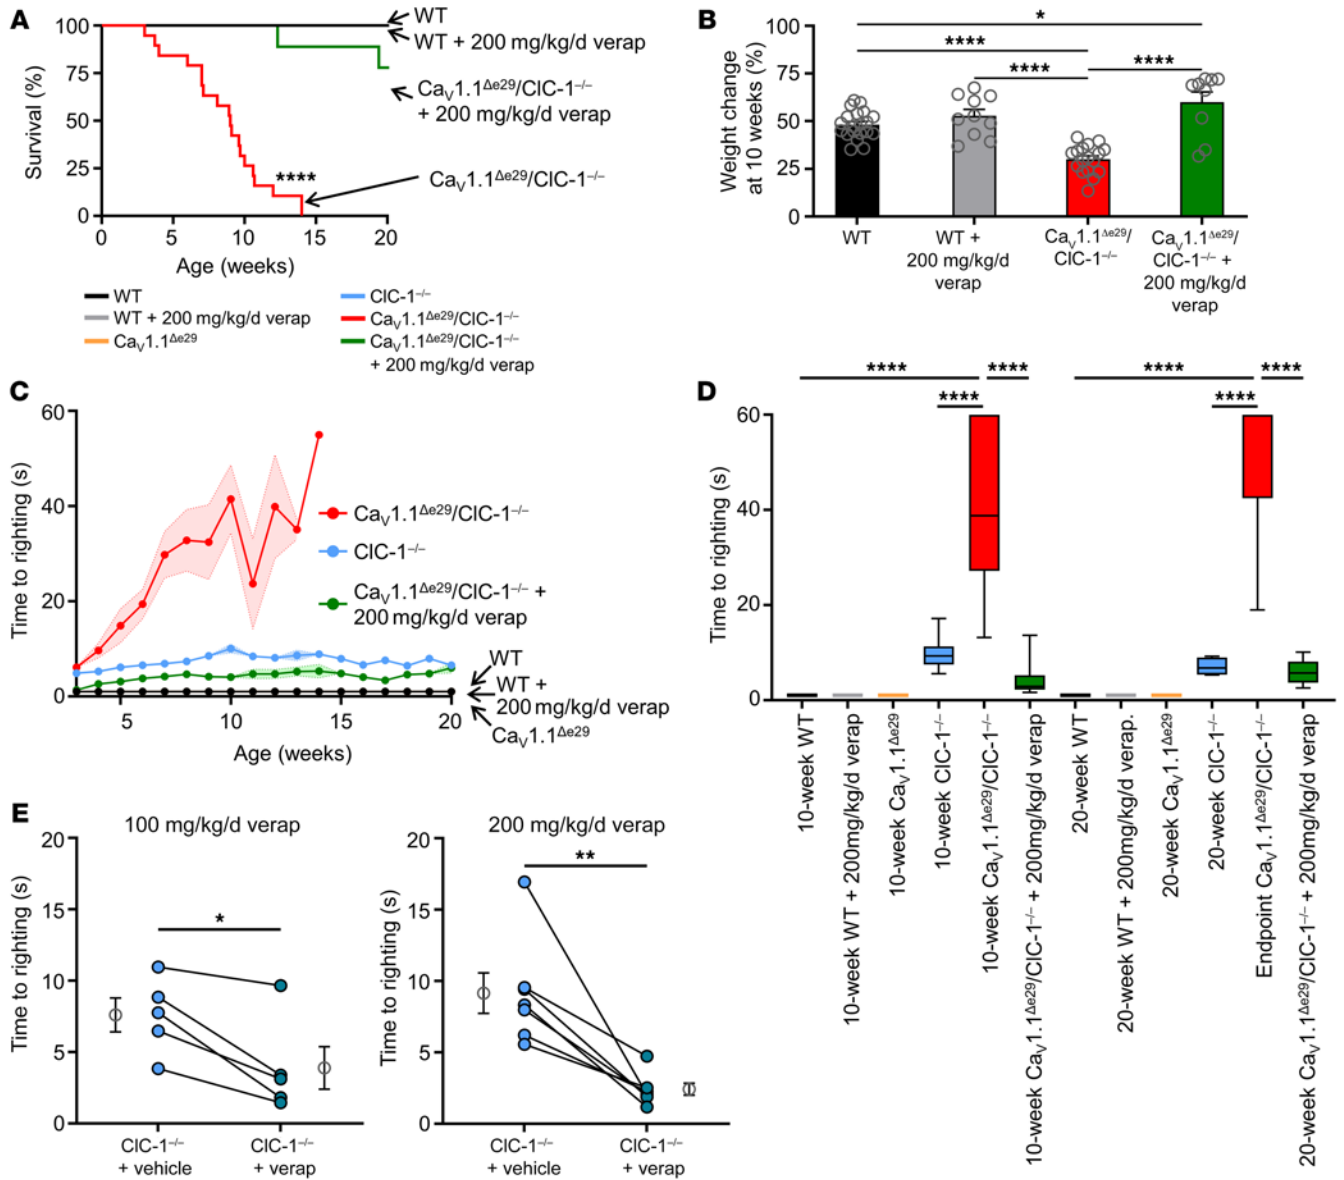 A
Survival (%)
100
75
50
25
0
0
5
10
15
20
Age (weeks)
WT
WT + 200 mg/kg/d verap
CaV1.1Δe29/ClC-1–/–
+ 200 mg/kg/d verap
****
CaV1.1Δe29/ClC-1–/–
WT
WT + 200 mg/kg/d verap
CaV1.1Δe29
ClC-1–/–
CaV1.1Δe29/ClC-1–/–
CaV1.1Δe29/ClC-1–/–
+ 200 mg/kg/d verap
B
Weight change
at 10 weeks (%)
100
75
50
25
0
*
****
****
****
WT
WT +
200 mg/kg/d
verap
CaV1.1Δe29/
ClC-1–/–
CaV1.1Δe29/
ClC-1–/– +
200 mg/kg/d
verap
C
Time to righting (s)
60
40
20
0
5
10
15
20
Age (weeks)
CaV1.1Δe29/ClC-1–/–
ClC-1–/–
CaV1.1Δe29/ClC-1–/– +
200 mg/kg/d verap
WT
WT +
200 mg/kg/d verap
CaV1.1Δe29
D
Time to righting (s)
60
40
20
0
****
****
****
****
****
****
10-week WT
10-week WT + 200mg/kg/d verap
10-week CaV1.1Δe29
10-week ClC-1–/–
10-week CaV1.1Δe29/ClC-1–/–
10-week CaV1.1Δe29/ClC-1–/– + 200mg/kg/d verap
20-week WT
20-week WT + 200mg/kg/d verap.
20-week CaV1.1Δe29
20-week ClC-1–/–
Endpoint CaV1.1Δe29/ClC-1–/–
20-week CaV1.1Δe29/ClC-1–/– + 200mg/kg/d verap
E
100 mg/kg/d verap
Time to righting (s)
20
15
10
5
0
*
ClC-1–/–
+ vehicle
ClC-1–/–
+ verap
200 mg/kg/d verap
Time to righting (s)
20
15
10
5
0
**
ClC-1–/–
+ vehicle
ClC-1–/–
+ verap